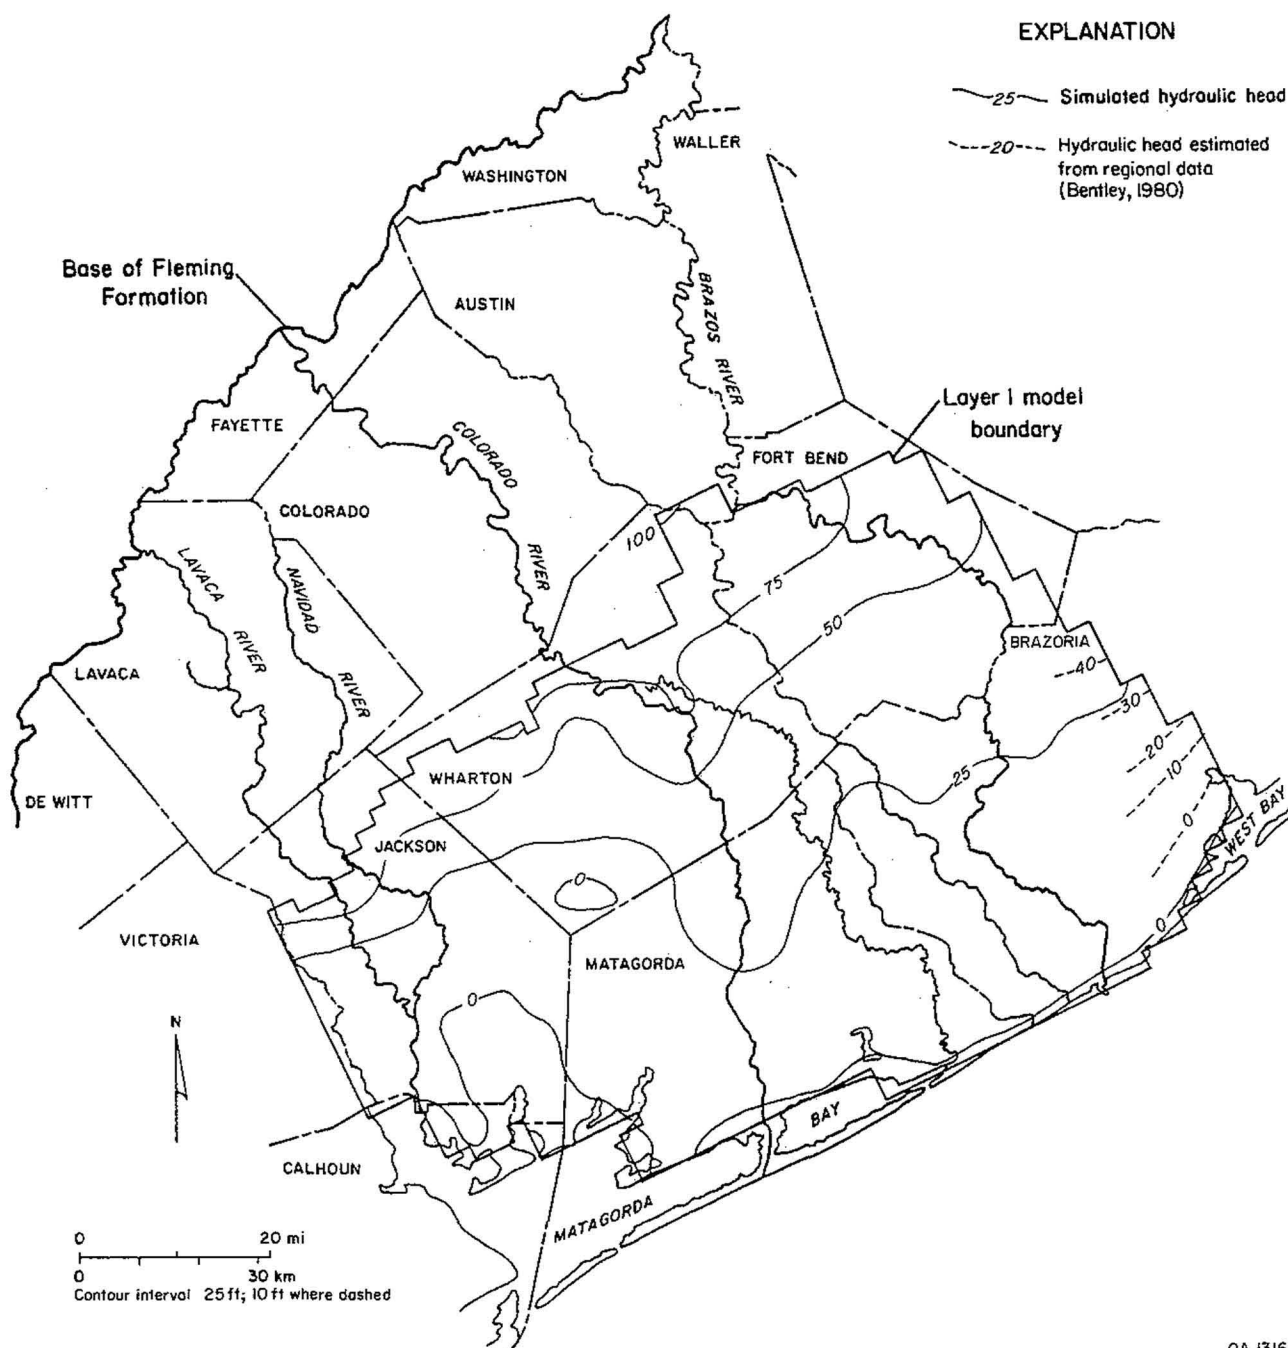 EXPLANATION
25 Simulated hydraulic head
20 Hydraulic head estimated
from regional data
(Bentley, 1980)
WALLER
WASHINGTON
Base of Fleming
Formation
AUSTIN
BRAZOS RIVER
Layer 1 model
boundary
FAYETTE
COLORADO
RIVER
FORT BEND
COLORADO
100
LAVACA
RIVER
NAVIDAD
RIVER
75
50
BRAZORIA
LAVACA
40
30
20
10
0
WHARTON
25
DE WITT
JACKSON
WEST BAY
0
0
VICTORIA
MATAGORDA
0
N
BAY
CALHOUN
MATAGORDA
0 20 mi
0 30 km
Contour interval 25 ft; 10 ft where dashed